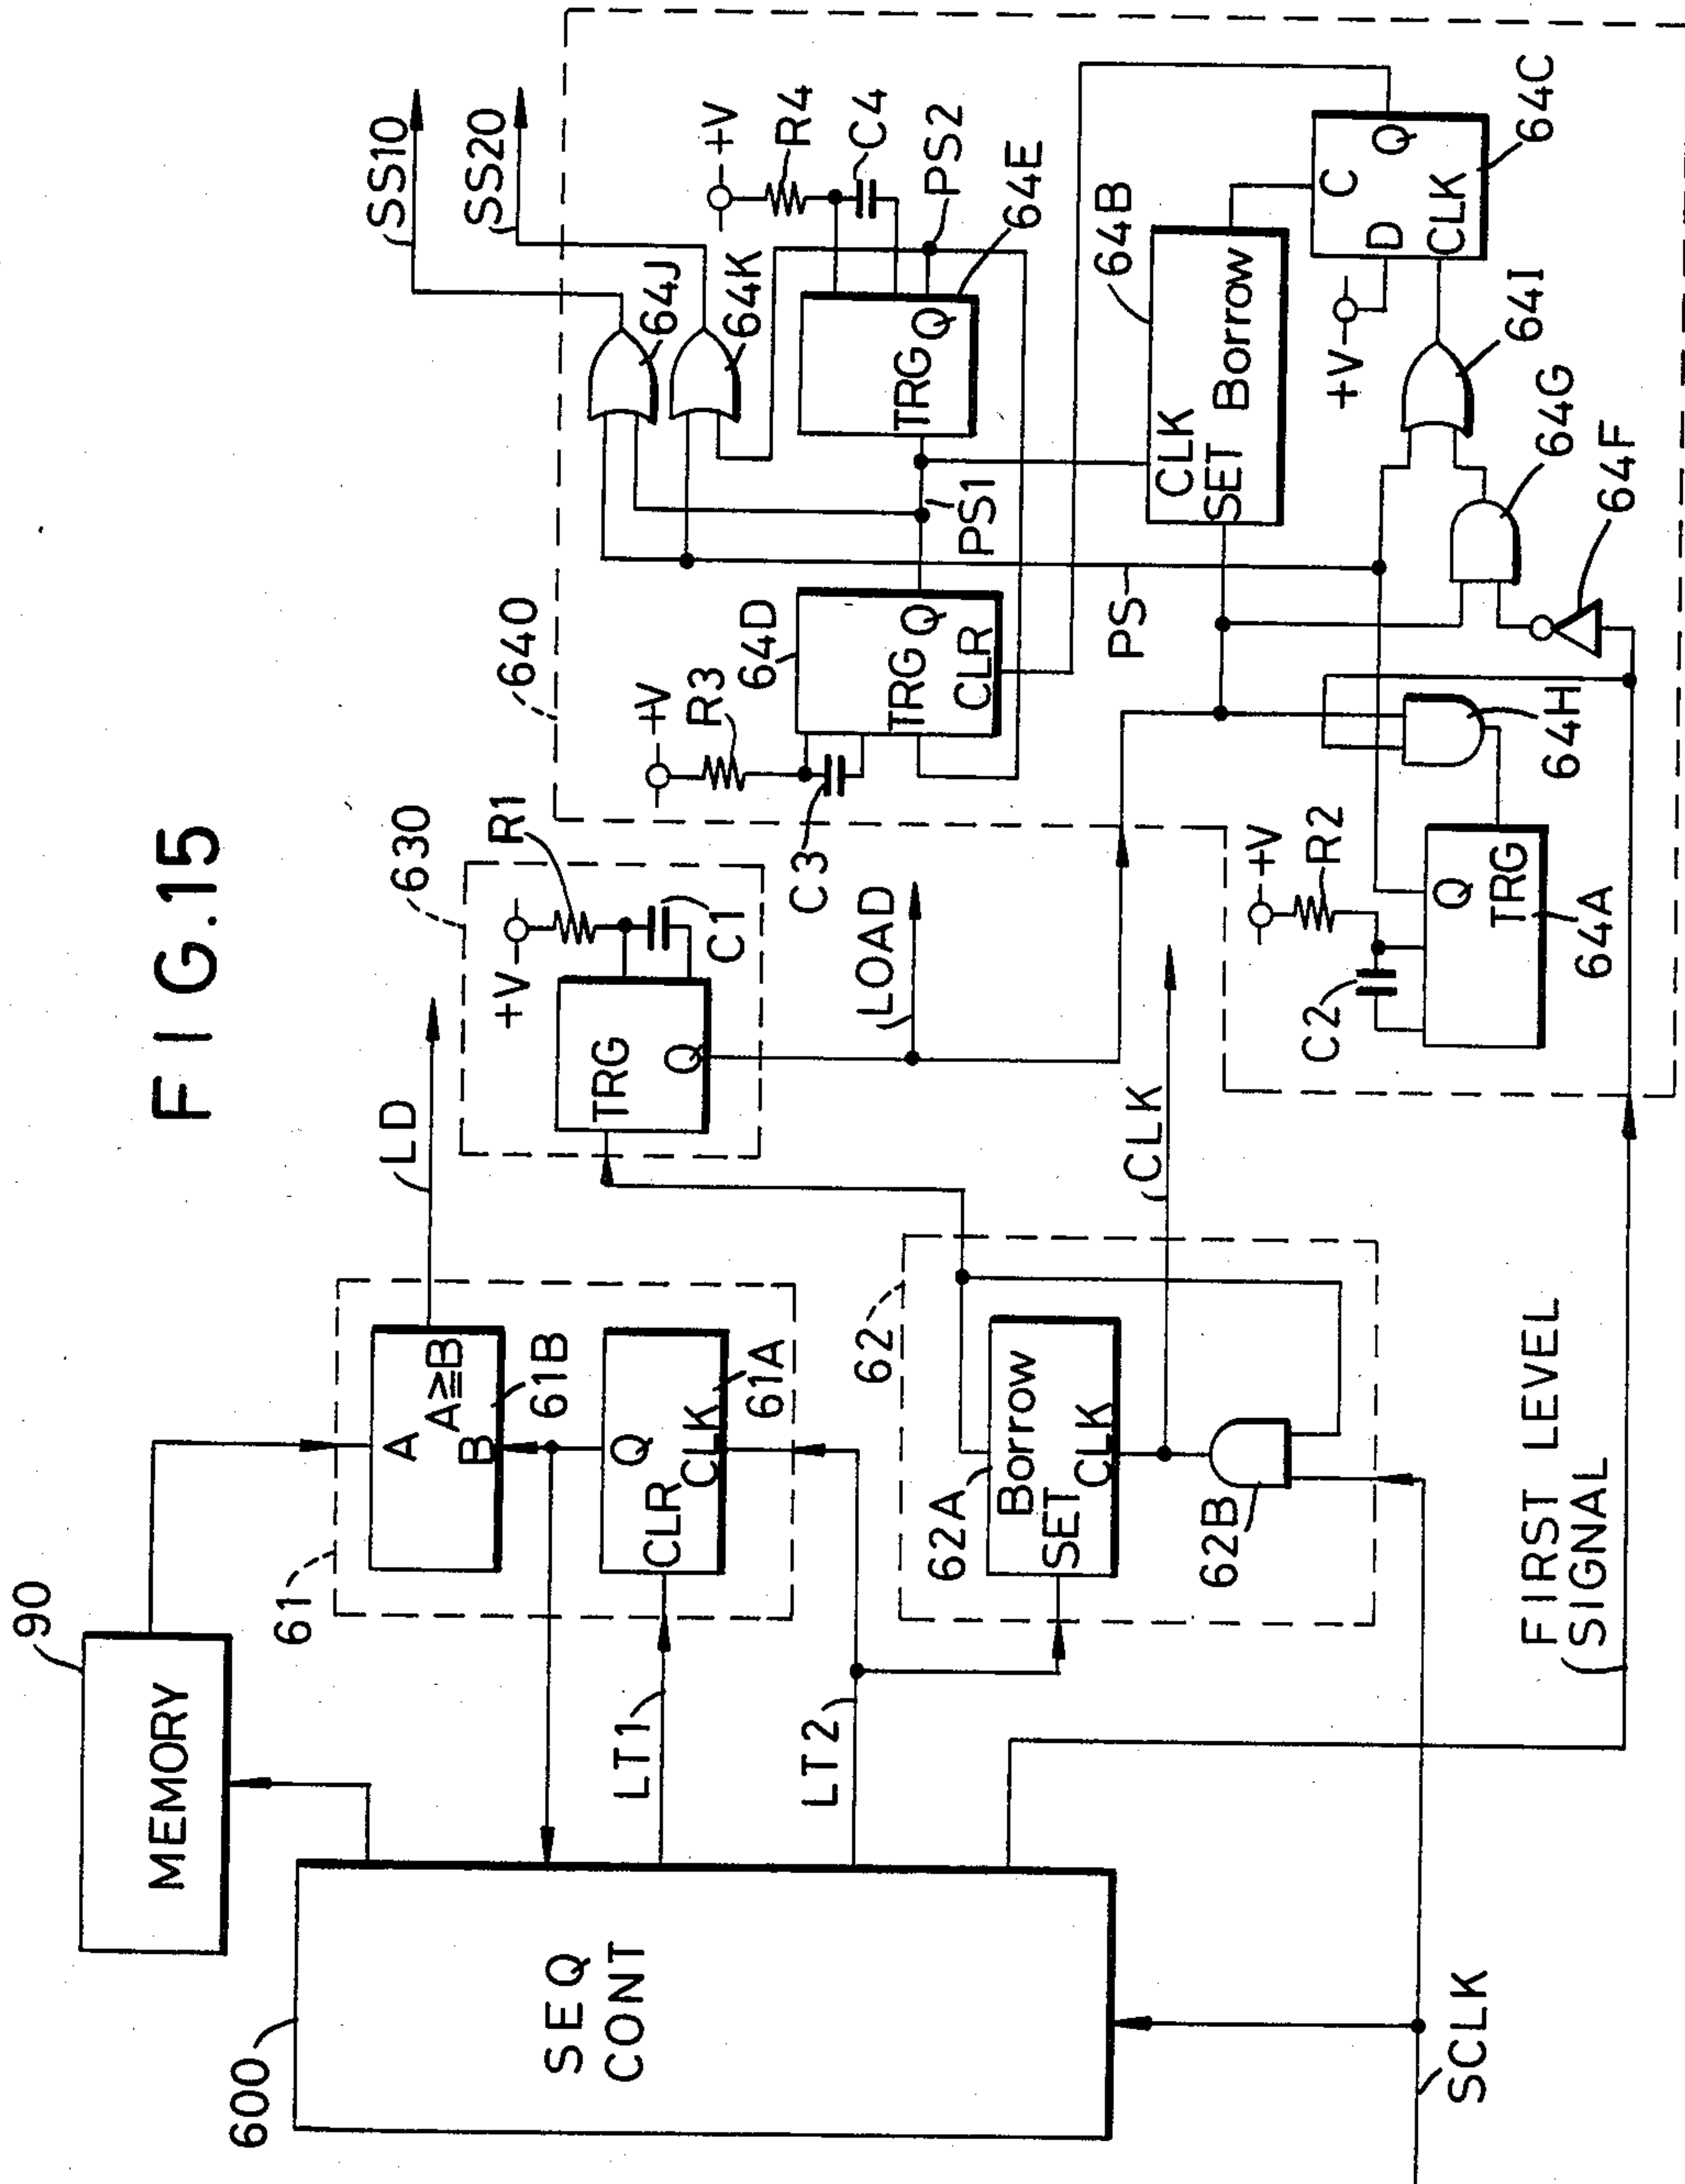 FIG.15
90
MEMORY
600
SEQ
CONT
SCLK
LT1
LT2
FIRST LEVEL
SIGNAL
61
A
A≧B
B
61B
Q
CLR
CLK
61A
LD
62
62A
Borrow
SET
CLK
62B
CLK
630
+V
R1
C1
TRG
Q
LOAD
640
+V
R3
C3
64D
TRG
Q
CLR
PS1
PS
64J
64K
SS10
SS20
+V
R4
C4
PS2
TRG
Q
64E
64B
CLK
SET
Borrow
C
D
Q
CLK
64C
+V
64I
64G
64F
64H
+V
R2
C2
Q
TRG
64A